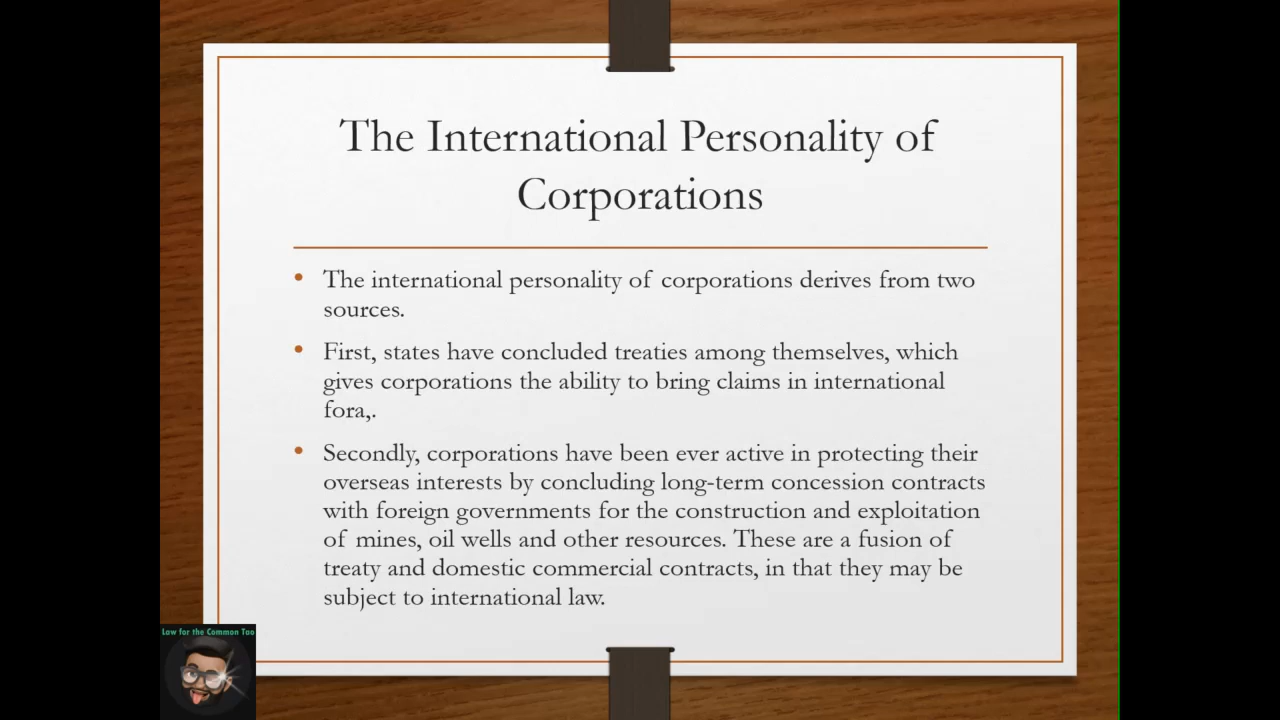 The International Personality of
Corporations
• The international personality of corporations derives from two
sources.
• First, states have concluded treaties among themselves, which
gives corporations the ability to bring claims in international
fora,.
• Secondly, corporations have been ever active in protecting their
overseas interests by concluding long-term concession contracts
with foreign governments for the construction and exploitation
of mines, oil wells and other resources. These are a fusion of
treaty and domestic commercial contracts, in that they may be
subject to international law.
Law for the Common Tao